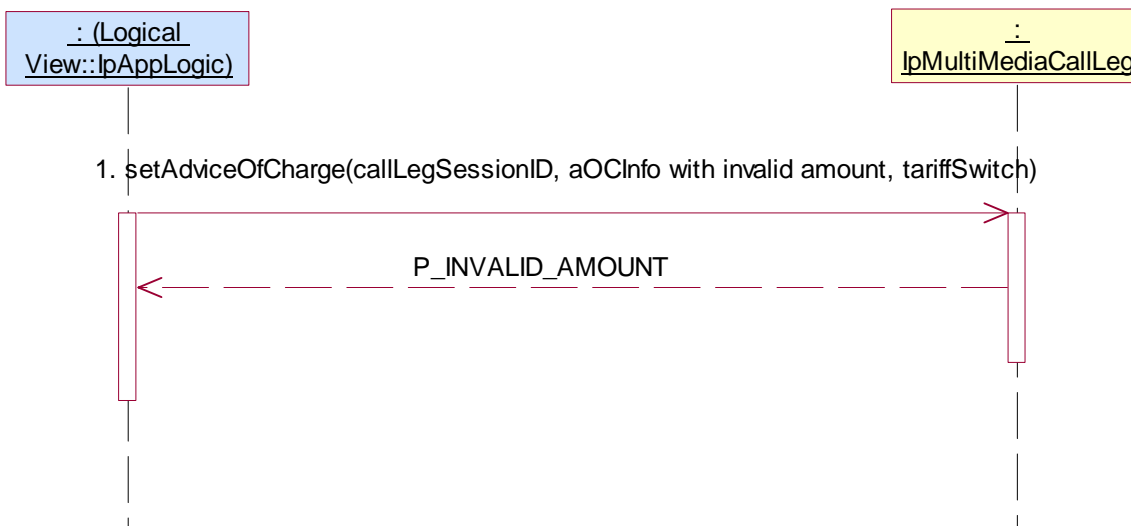 : (Logical
View::IpAppLogic)
:
IpMultiMediaCallLeg
1. setAdviceOfCharge(callLegSessionID, aOCInfo with invalid amount, tariffSwitch)
P_INVALID_AMOUNT